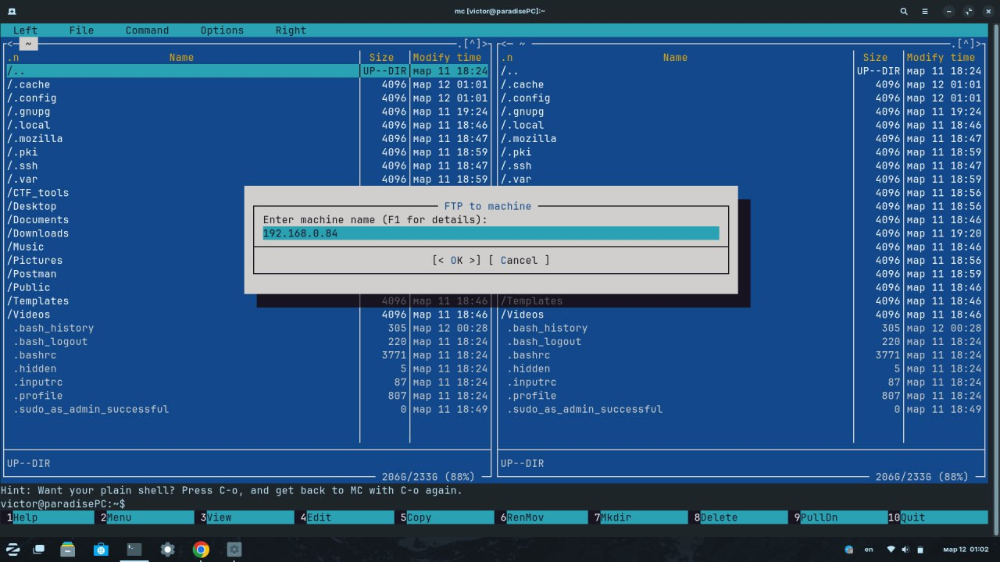 mc [victor@paradisePC]:~
Left File Command Options Right
<─ ~ .[^]> <─ ~ .[^]>
.n Name Size Modify time .n Name Size Modify time
/.. UP--DIR мар 11 18:24 /.. UP--DIR мар 11 18:24
/.cache 4096 мар 12 01:01 /.cache 4096 мар 12 01:01
/.config 4096 мар 12 01:01 /.config 4096 мар 12 01:01
/.gnupg 4096 мар 11 19:24 /.gnupg 4096 мар 11 19:24
/.local 4096 мар 11 18:46 /.local 4096 мар 11 18:46
/.mozilla 4096 мар 11 18:47 /.mozilla 4096 мар 11 18:47
/.pki 4096 мар 11 18:59 /.pki 4096 мар 11 18:59
/.ssh 4096 мар 11 18:47 /.ssh 4096 мар 11 18:47
/.var 4096 мар 11 18:59 /.var 4096 мар 11 18:59
/CTF_tools 4096 мар 11 18:56
/Desktop FTP to machine 4096 мар 11 18:56
/Documents Enter machine name (F1 for details): 4096 мар 11 18:46
/Downloads 192.168.0.84 4096 мар 11 19:20
/Music 4096 мар 11 18:46
/Pictures [< OK >] [ Cancel ] 4096 мар 11 18:56
/Postman 4096 мар 11 18:59
/Public 4096 мар 11 18:46
/Templates 4096 мар 11 18:46 /Templates 4096 мар 11 18:46
/Videos 4096 мар 11 18:46 /Videos 4096 мар 11 18:46
.bash_history 305 мар 12 00:28 .bash_history 305 мар 12 00:28
.bash_logout 220 мар 11 18:24 .bash_logout 220 мар 11 18:24
.bashrc 3771 мар 11 18:24 .bashrc 3771 мар 11 18:24
.hidden 5 мар 11 18:24 .hidden 5 мар 11 18:24
.inputrc 87 мар 11 18:24 .inputrc 87 мар 11 18:24
.profile 807 мар 11 18:24 .profile 807 мар 11 18:24
.sudo_as_admin_successful 0 мар 11 18:49 .sudo_as_admin_successful 0 мар 11 18:49
UP--DIR UP--DIR
206G/233G (88%) 206G/233G (88%)
Hint: Want your plain shell? Press C-o, and get back to MC with C-o again.
victor@paradisePC:~$
1Help 2Menu 3View 4Edit 5Copy 6RenMov 7Mkdir 8Delete 9PullDn 10Quit
en мар 12 01:02